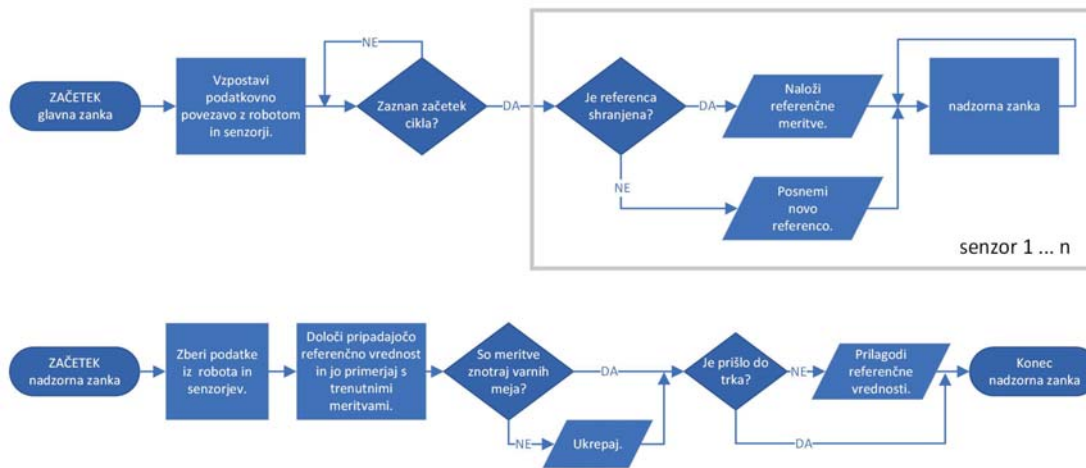 ZAČETEK
glavna zanka
Vzpostavi
podatkovno
povezavo z robotom
in senzorji.
NE
Zaznan začetek
cikla?
DA
Je referenca
shranjena?
DA
Naloži
referenčne
meritve.
nadzorna zanka
NE
Posnemi
novo
referenco.
senzor 1 ... n
ZAČETEK
nadzorna zanka
Zberi podatke
iz robota in
senzorjev.
Določi pripadajočo
referenčno vrednost
in jo primerjaj s
trenutnimi
meritvami.
So meritve
znotraj varnih
meja?
DA
NE
Ukrepaj.
Je prišlo do
trka?
NE
Prilagodi
referenčne
vrednosti.
DA
Konec
nadzorna zanka